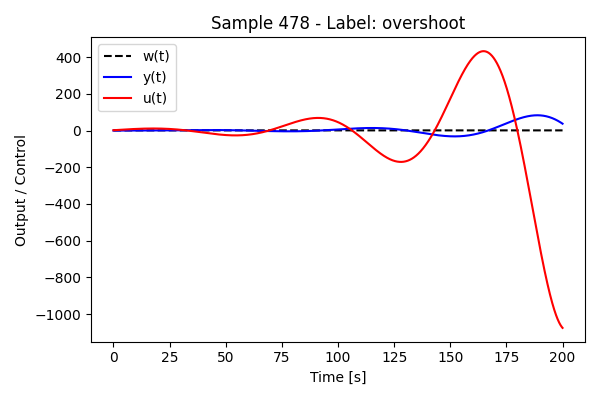 Sample 478 - Label: overshoot
w(t)
y(t)
u(t)
Output / Control
400
200
0
−200
−400
−600
−800
−1000
0 25 50 75 100 125 150 175 200
Time [s]